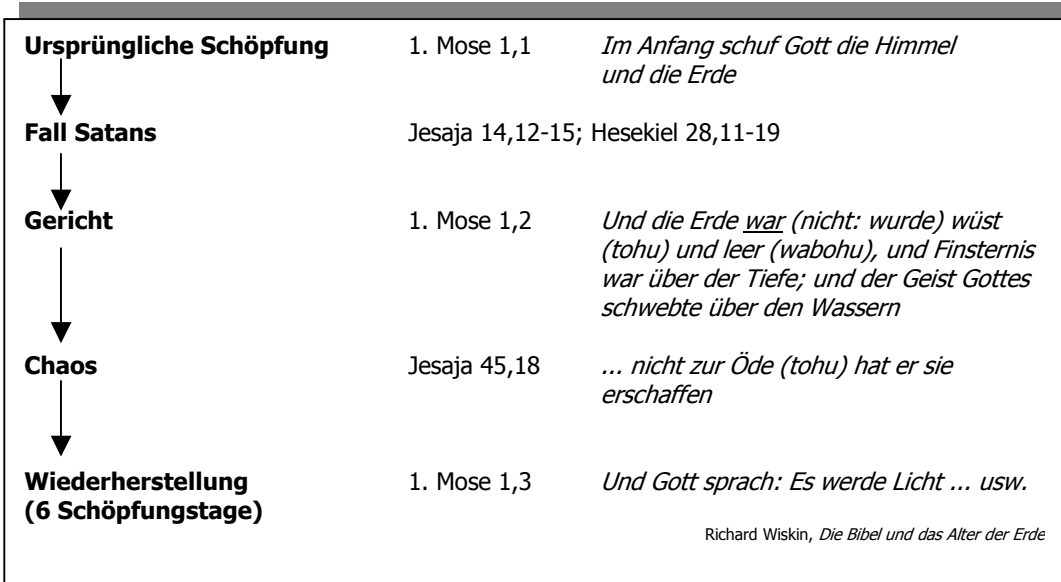 Ursprüngliche Schöpfung 1. Mose 1,1 Im Anfang schuf Gott die Himmel
und die Erde
Fall Satans Jesaja 14,12-15; Hesekiel 28,11-19
Gericht 1. Mose 1,2 Und die Erde war (nicht: wurde) wüst
(tohu) und leer (wabohu), und Finsternis
war über der Tiefe; und der Geist Gottes
schwebte über den Wassern
Chaos Jesaja 45,18 ... nicht zur Öde (tohu) hat er sie
erschaffen
Wiederherstellung 1. Mose 1,3 Und Gott sprach: Es werde Licht ... usw.
(6 Schöpfungstage)
Richard Wiskin, Die Bibel und das Alter der Erde